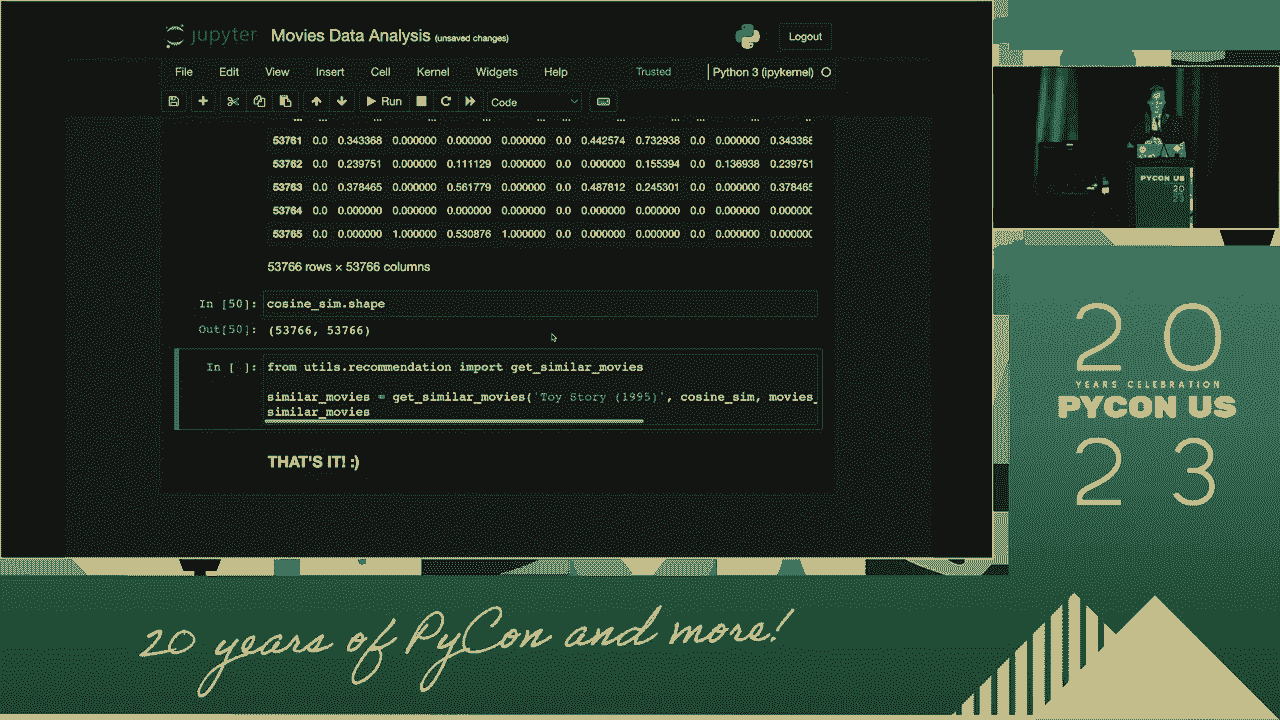 jupyter Movies Data Analysis (unsaved changes) Logout
File Edit View Insert Cell Kernel Widgets Help Trusted Python 3 (ipykernel)
Run Code
... ... ... ... ... ... ... ... ... ... ...
53761 0.0 0.343368 0.000000 0.000000 0.000000 0.0 0.442574 0.732938 0.0 0.000000 0.343368
53762 0.0 0.239751 0.000000 0.111129 0.000000 0.0 0.000000 0.155394 0.0 0.136938 0.239751
53763 0.0 0.378465 0.000000 0.561779 0.000000 0.0 0.487812 0.245301 0.0 0.000000 0.378465
53764 0.0 0.000000 0.000000 0.000000 0.000000 0.0 0.000000 0.000000 0.0 0.000000 0.000000
53765 0.0 0.000000 1.000000 0.530876 1.000000 0.0 0.000000 0.000000 0.0 0.000000 0.000000
53766 rows × 53766 columns
In [50]: cosine_sim.shape
Out[50]: (53766, 53766)
In [ ]: from utils.recommendation import get_similar_movies
similar_movies = get_similar_movies('Toy Story (1995)', cosine_sim, movies_
similar_movies
THAT'S IT! :)
PYCON US
20
23
20
YEARS CELEBRATION
PYCON US
23
20 years of PyCon and more!